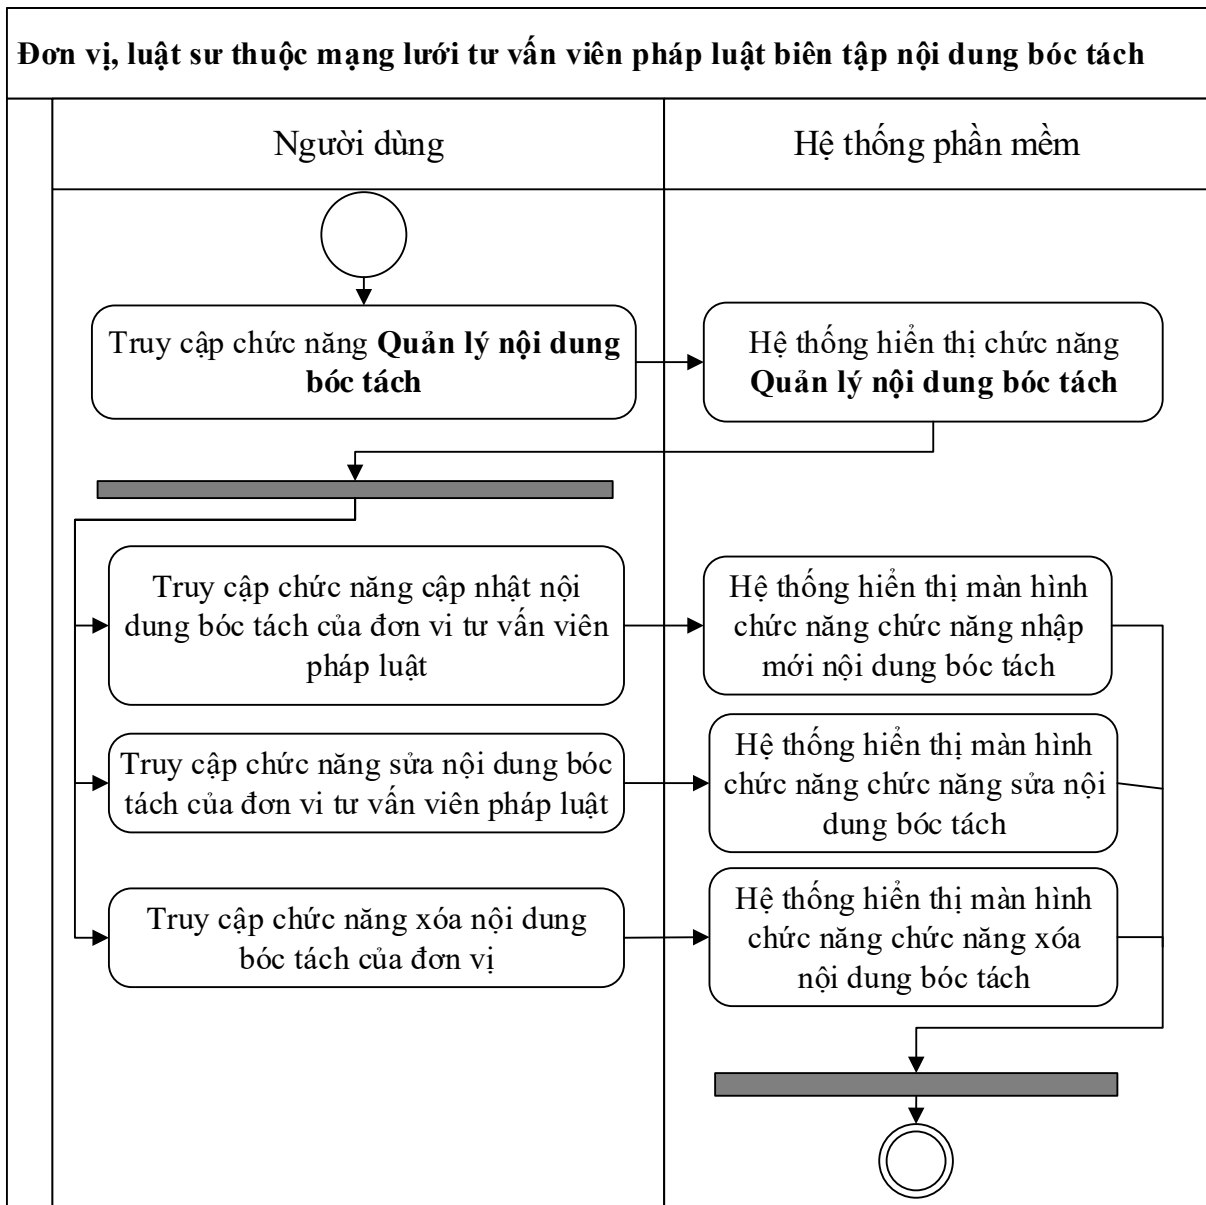 Đơn vị, luật sư thuộc mạng lưới tư vấn viên pháp luật biên tập nội dung bóc tách
Người dùng
Hệ thống phần mềm
Truy cập chức năng Quản lý nội dung
bóc tách
Hệ thống hiển thị chức năng
Quản lý nội dung bóc tách
Truy cập chức năng cập nhật nội
dung bóc tách của đơn vi tư vấn viên
pháp luật
Hệ thống hiển thị màn hình
chức năng chức năng nhập
mới nội dung bóc tách
Truy cập chức năng sửa nội dung bóc
tách của đơn vi tư vấn viên pháp luật
Hệ thống hiển thị màn hình
chức năng chức năng sửa nội
dung bóc tách
Truy cập chức năng xóa nội dung
bóc tách của đơn vị
Hệ thống hiển thị màn hình
chức năng chức năng xóa
nội dung bóc tách